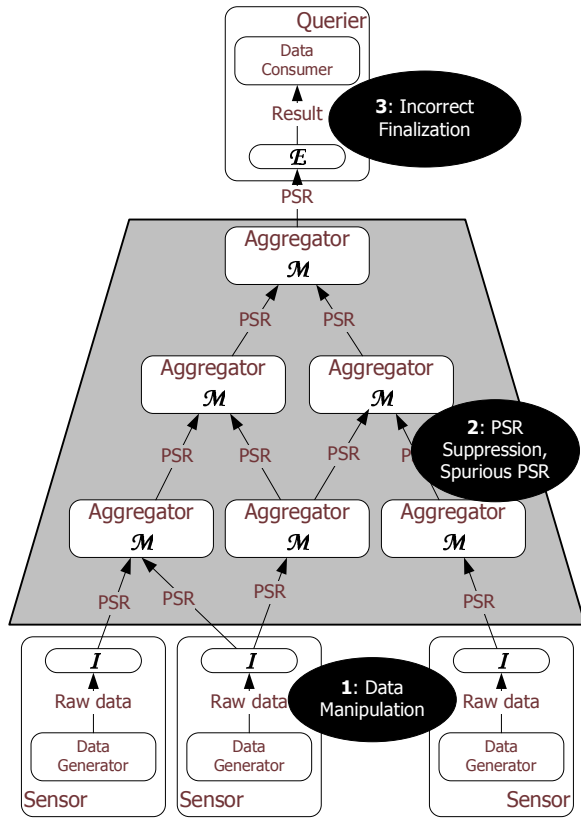 Querier
Data
Consumer
Result
3: Incorrect
Finalization
E
PSR
Aggregator
M
PSR PSR
Aggregator Aggregator
M M
2: PSR
Suppression,
Spurious PSR
PSR PSR PSR
Aggregator Aggregator Aggregator
M M M
PSR PSR PSR PSR
I I I
1: Data
Manipulation
Raw data Raw data Raw data
Data Data Data
Generator Generator Generator
Sensor Sensor Sensor